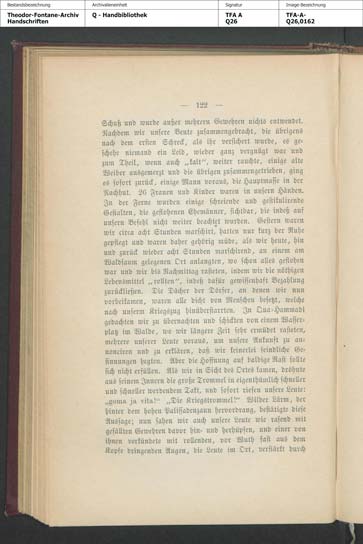 Bestandsbezeichnung
Archivalieneinheit
Signatur
Image-Bezeichnung
Theodor-Fontane-Archiv
Handschriften
Q - Handbibliothek
TFA A
Q26
TFA-A-
Q26,0162
— 122 —
Schuß und wurde außer mehrern Gewehren nichts entwendet.
Nachdem wir unsere Beute zusammengebracht, die übrigens
nach dem ersten Schreck, als ihr versichert wurde, es ge-
schehe niemand ein Leid, wieder ganz vergnügt war und
zum Theil, wenn auch „kalt", weiter rauchte, einige alte
Weiber ausgemerzt und die übrigen zusammengetrieben, ging
es sofort zurück, einige Mann voraus, die Hauptmasse in der
Nachhut. 26 Frauen und Kinder waren in unsern Händen.
In der Ferne wurden einige schreiende und gestikulierende
Gestalten, die geflohenen Ehemänner, sichtbar, die indeß auf
unsern Befehl nicht weiter beachtet wurden. Gestern waren
wir circa acht Stunden marschirt, hatten nur kurz der Ruhe
gepflegt und waren daher gehörig müde, als wir heute, hin
und zurück wieder acht Stunden marschirend, an einem am
Waldsaum gelegenen Ort anlangten, wo schon alles geflohen
war und wir bis Nachmittag rasteten, indem wir die nöthigen
Lebensmittel „rollten", indeß dafür gewissenhaft Bezahlung
zurückließen. Die Dächer der Dörfer, an denen wir nun
vorbeikamen, waren alle dicht von Menschen besetzt, welche
nach unserm Kriegszug hinüberstarrten. In Qua-Hammadi
gedachten wir zu übernachten und schickten von einem Wasser-
platz im Walde, wo wir längere Zeit sehr ermüdet rasteten,
mehrere unserer Leute voraus, um unsere Ankunft zu an-
noncieren und zu erklären, daß wir keinerlei feindliche Ge-
sinnungen hegten. Aber die Hoffnung auf baldige Rast sollte
sich nicht erfüllen. Als wir in Sicht des Ortes kamen, dröhnte
aus seinem Innern die große Trommel in eigenthümlich schneller
und schneller werdendem Takt, und sofort riefen unsere Leute:
„goma ja vita!" „Die Kriegstrommel!" Wilder Lärm, der
hinter dem hohen Palisadenzaun hervordrang, bestätigte diese
Aussage; nun sahen wir auch unsere Leute wie rasend mit
gefällten Gewehren davor hin- und herhüpfen, und einer von
ihnen verkündete mit rollenden, vor Wuth fast aus dem
Kopfe dringenden Augen, die Leute im Ort, verstärkt durch